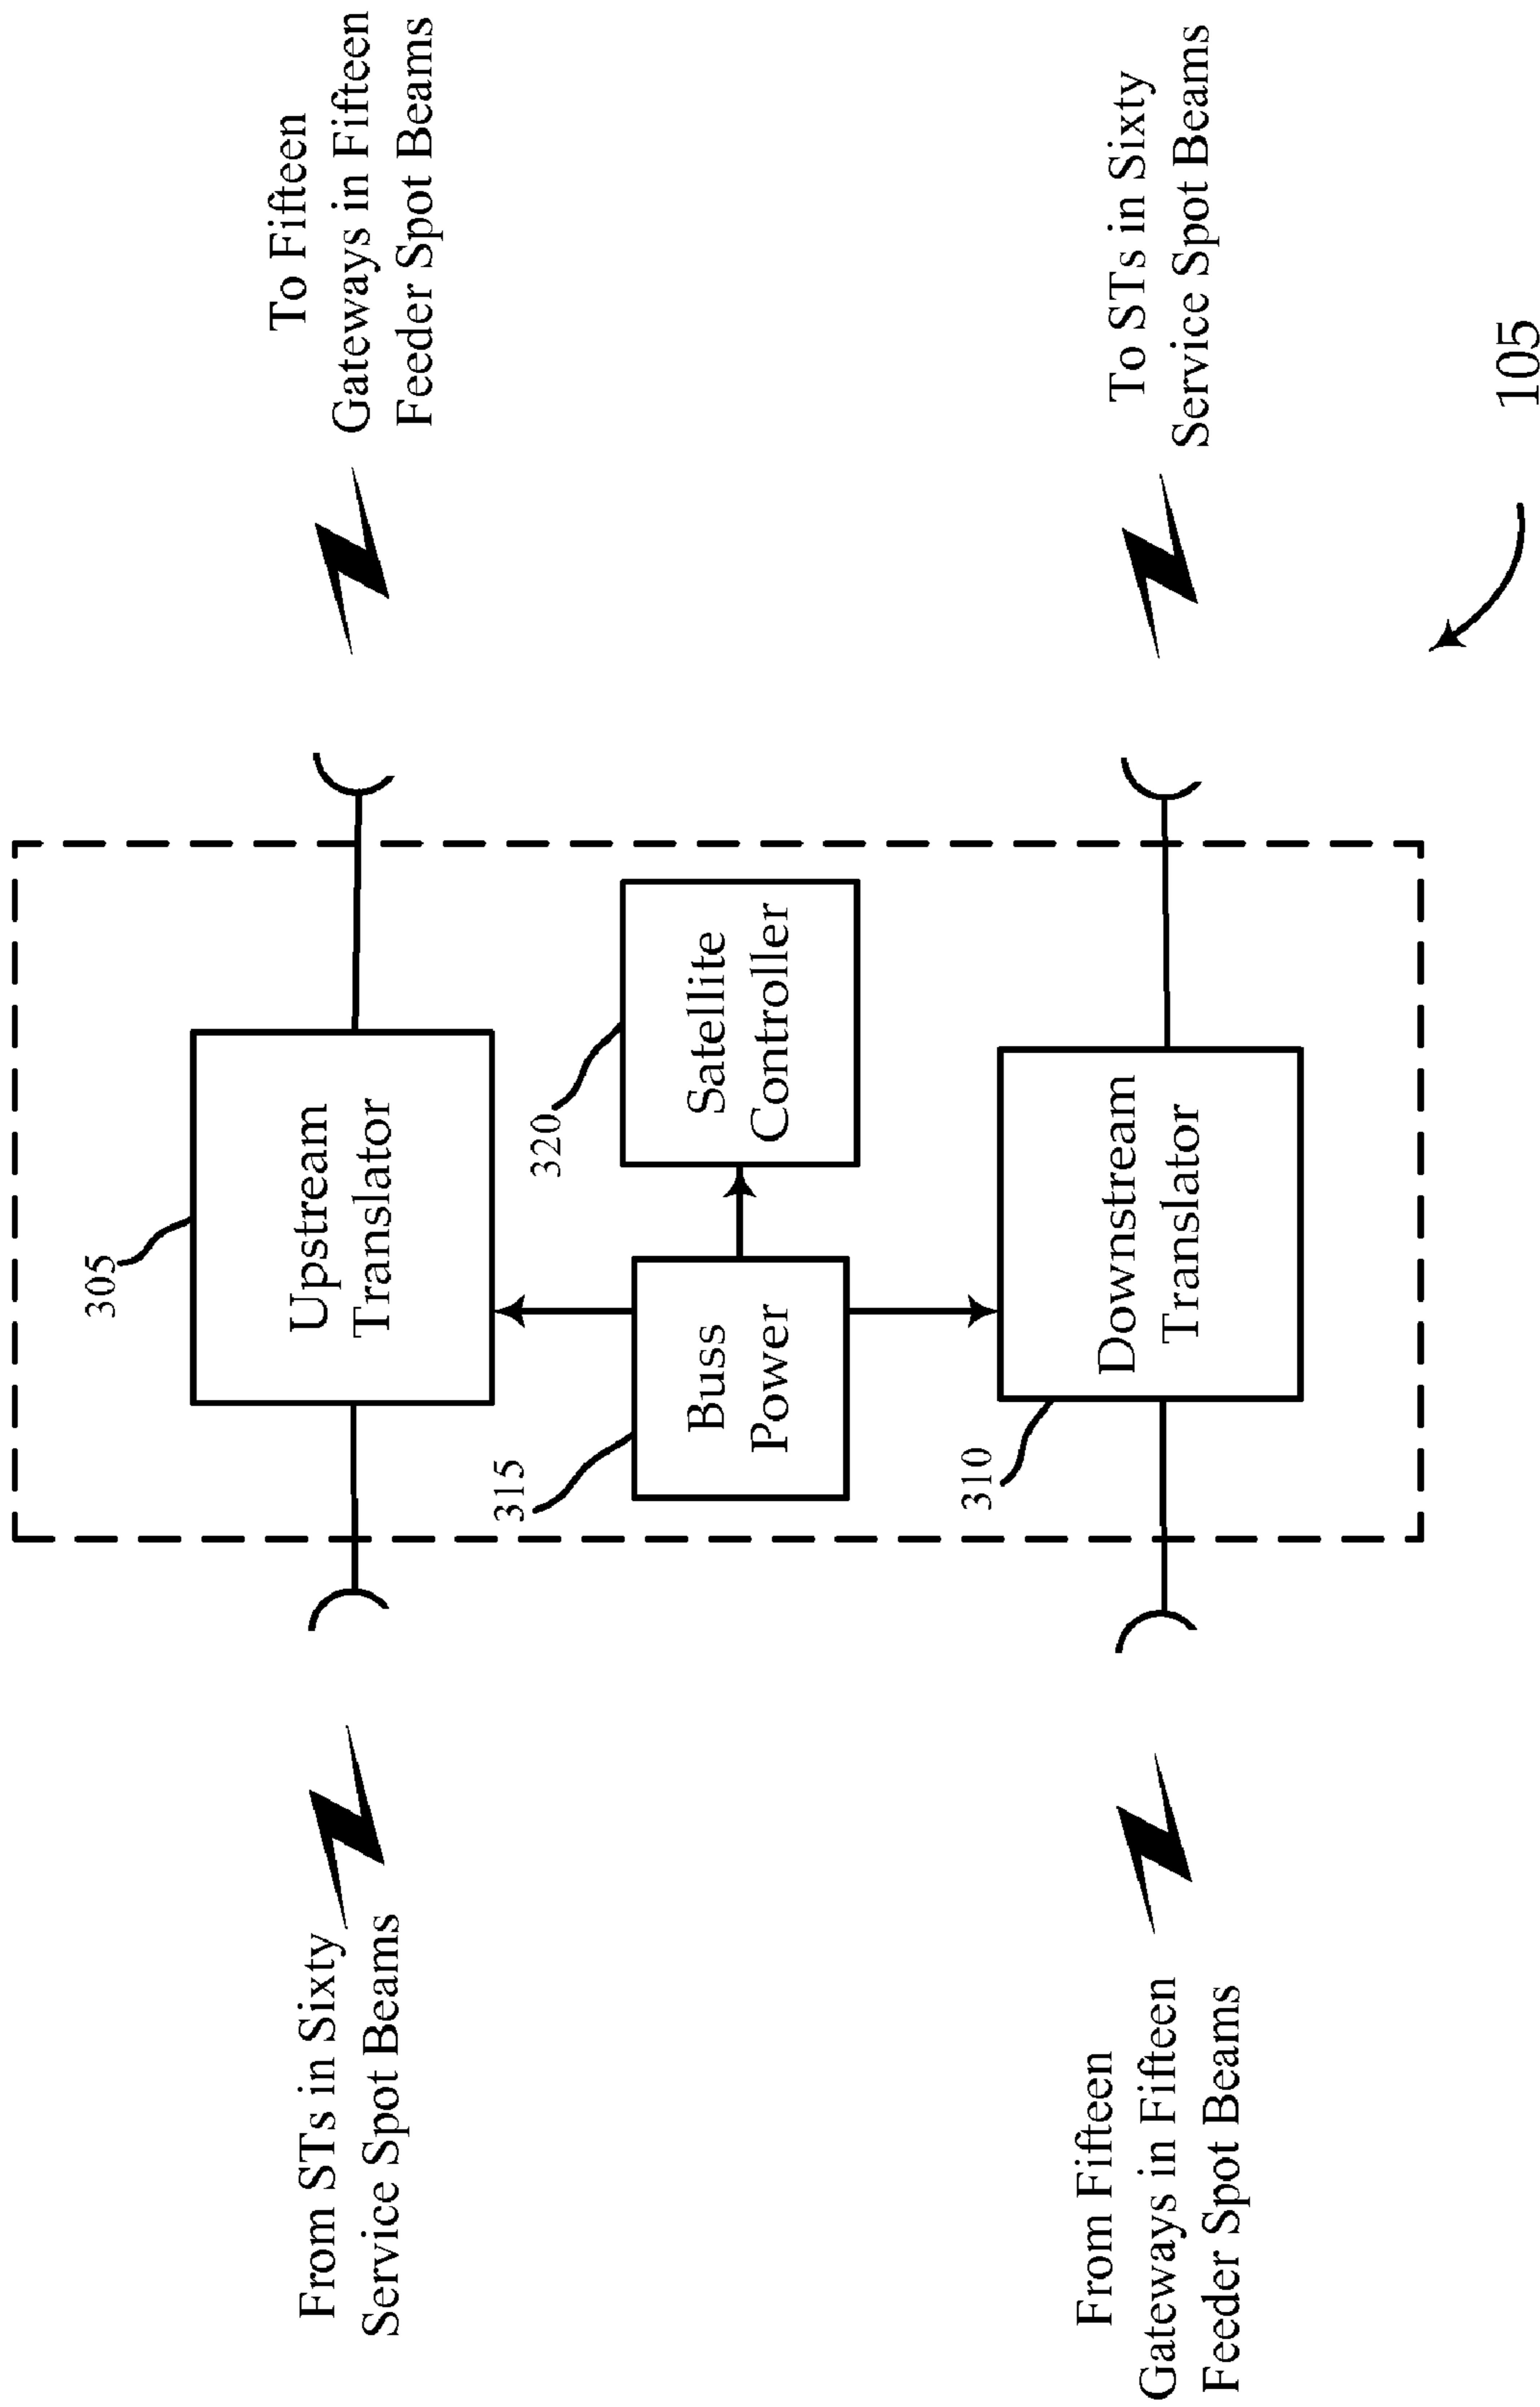 From STs in Sixty
Service Spot Beams
305
Upstream
Translator
To Fifteen
Gateways in Fifteen
Feeder Spot Beams
315
Buss
Power
320
Satellite
Controller
From Fifteen
Gateways in Fifteen
Feeder Spot Beams
310
Downstream
Translator
To STs in Sixty
Service Spot Beams
105